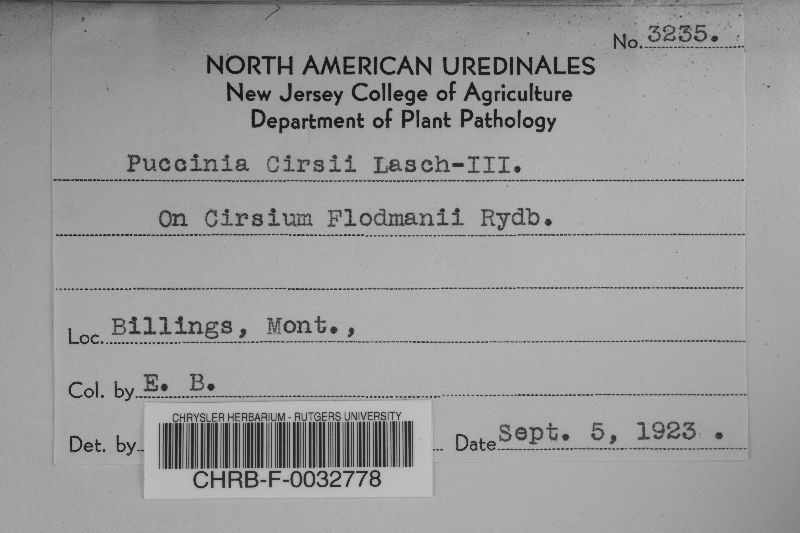 No. 3235.
NORTH AMERICAN UREDINALES
New Jersey College of Agriculture
Department of Plant Pathology
Puccinia Cirsii Lasch-III.
On Cirsium Flodmanii Rydb.
Loc. Billings, Mont.,
Col. by E. B.
CHRYSLER HERBARIUM - RUTGERS UNIVERSITY
Det. by
Date Sept. 5, 1923 .
CHRB-F-0032778